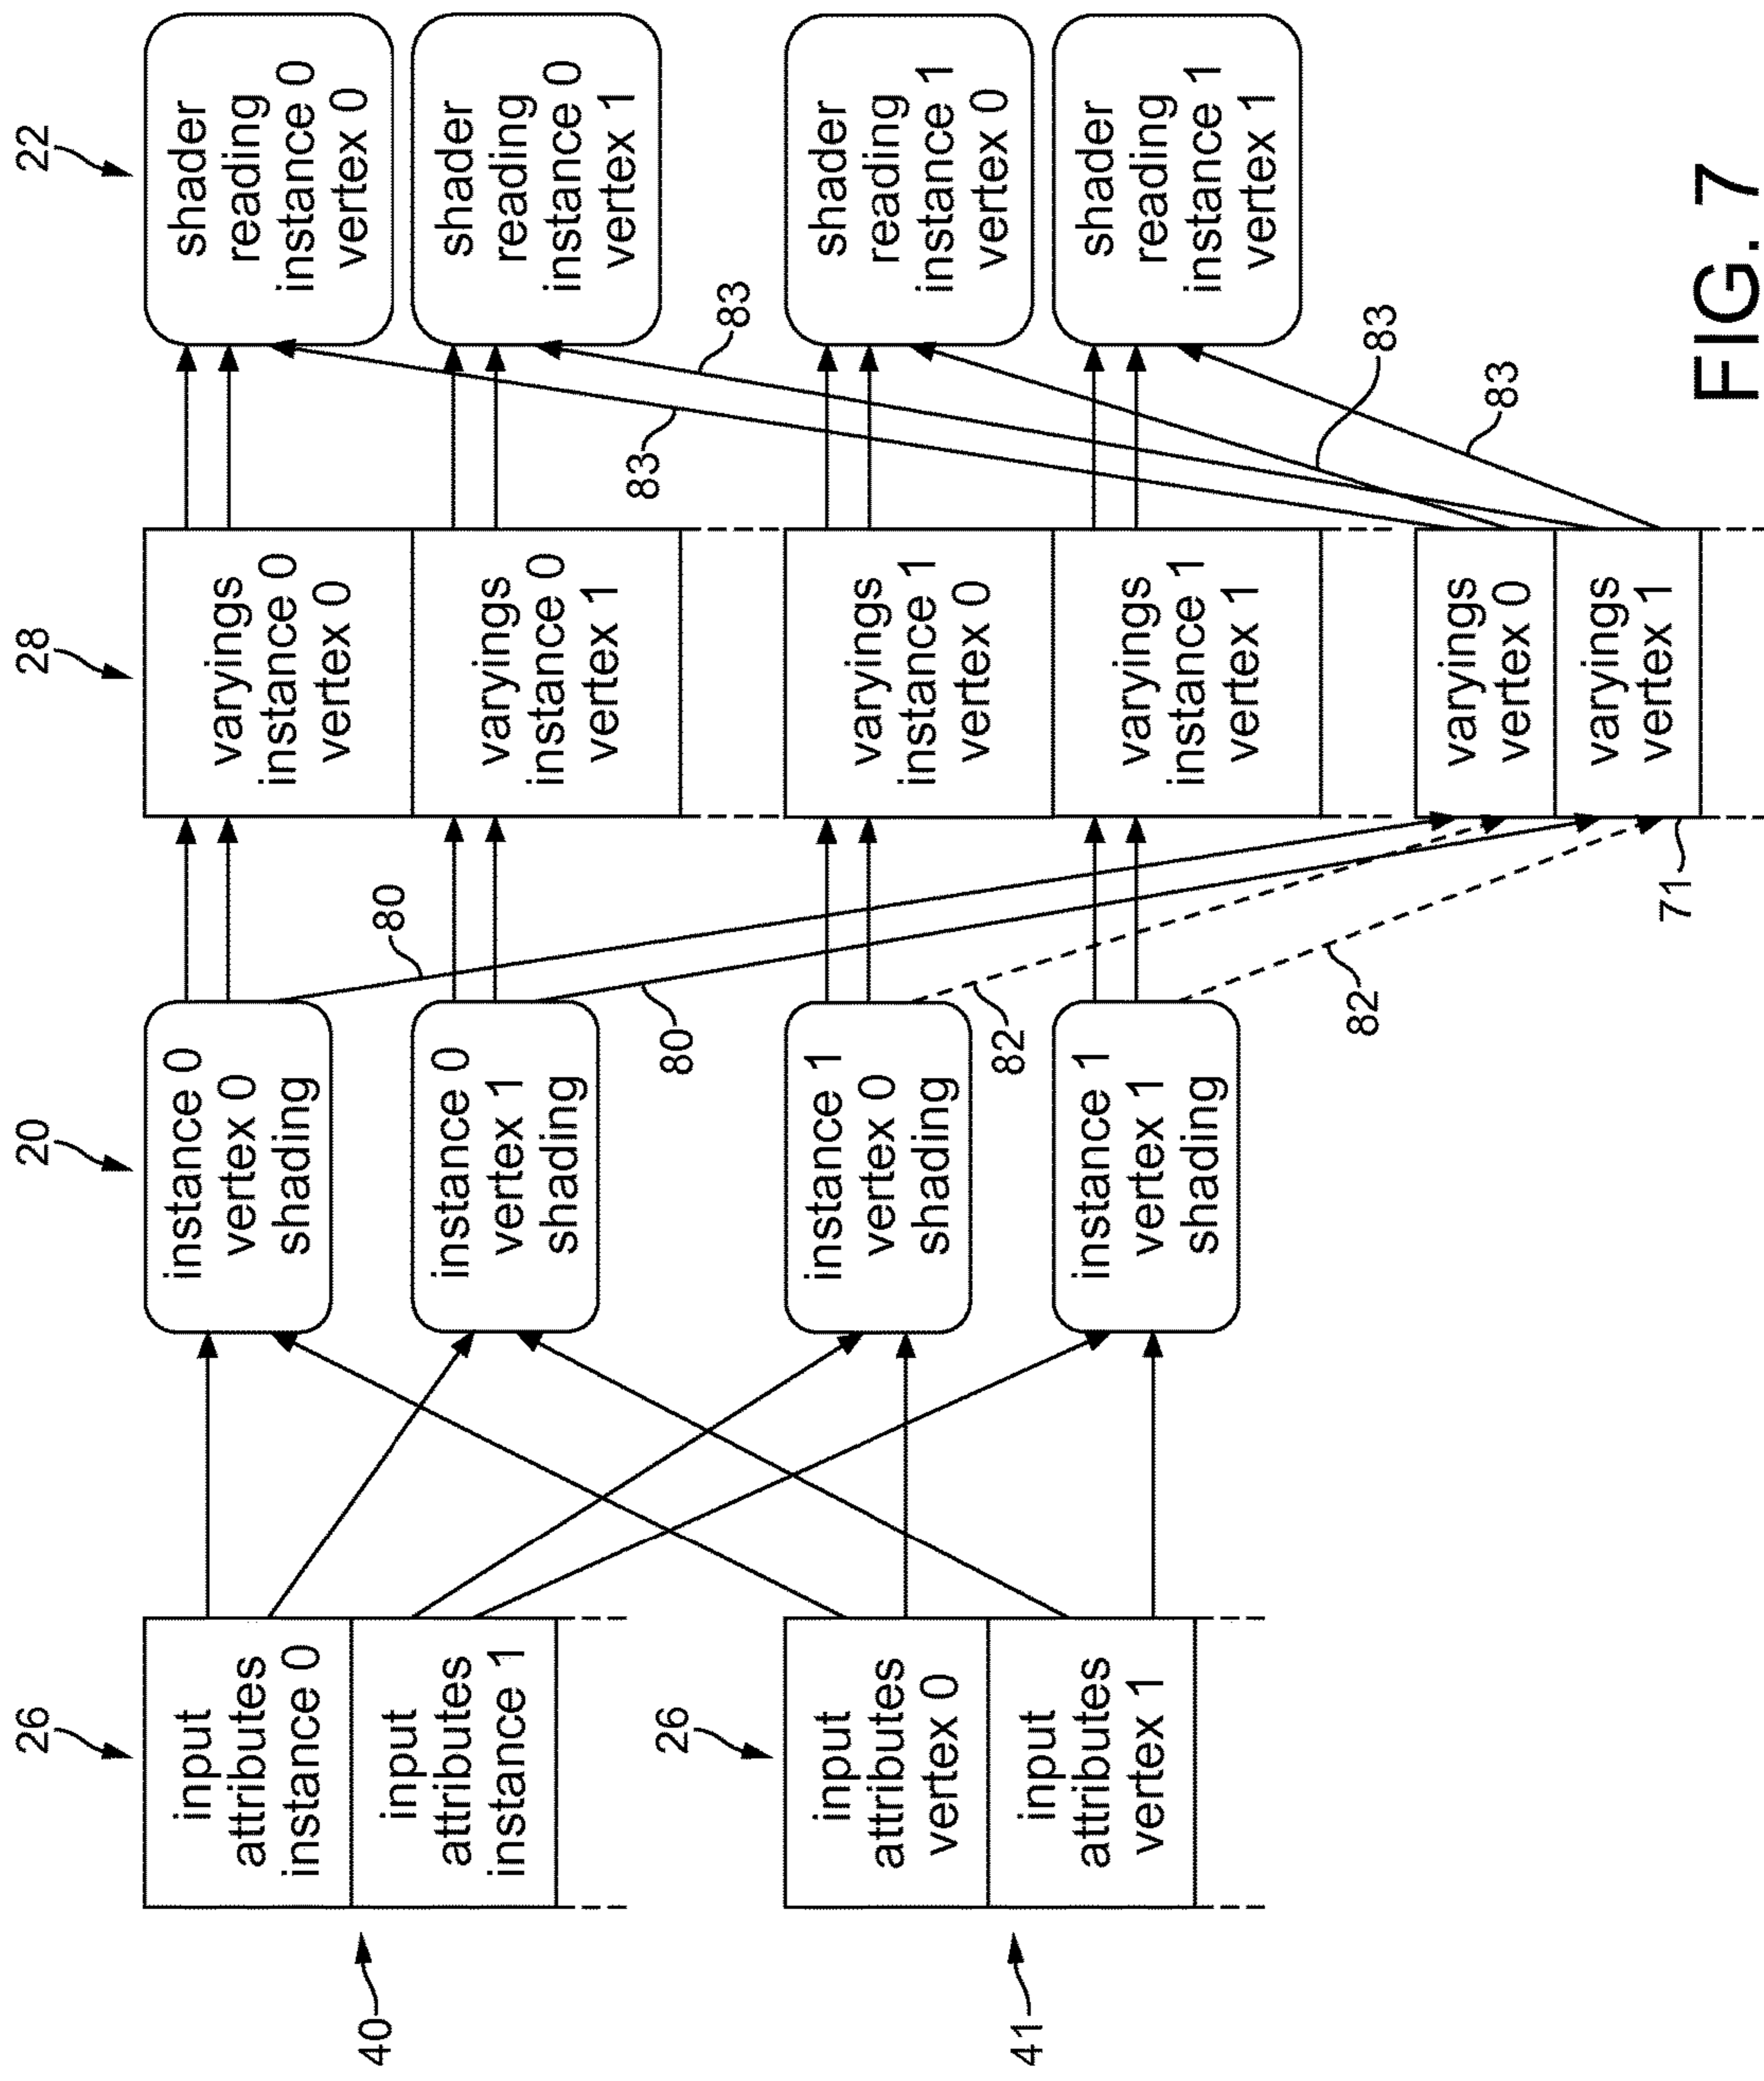 26
20
28
22
input
attributes
instance 0
input
attributes
instance 1
40
instance 0
vertex 0
shading
instance 0
vertex 1
shading
80
80
varyings
instance 0
vertex 0
varyings
instance 0
vertex 1
shader
reading
instance 0
vertex 0
shader
reading
instance 0
vertex 1
83
83
26
input
attributes
vertex 0
input
attributes
vertex 1
41
instance 1
vertex 0
shading
instance 1
vertex 1
shading
82
82
varyings
instance 1
vertex 0
varyings
instance 1
vertex 1
shader
reading
instance 1
vertex 0
shader
reading
instance 1
vertex 1
83
83
varyings
vertex 0
varyings
vertex 1
71
FIG. 7